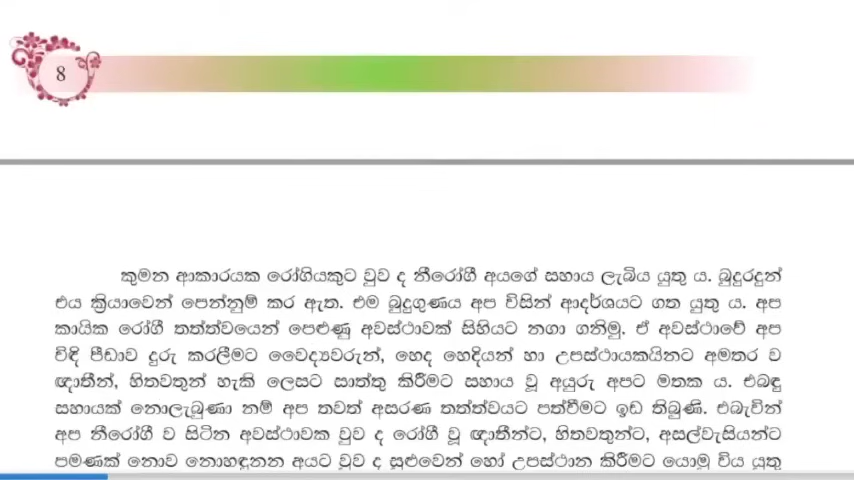 8
කුමන ආකාරයක රෝගියකුට වුව ද නීරෝගී අයගේ සහාය ලැබිය යුතු ය. බුදුරදුන්
එය ක්‍රියාවෙන් පෙන්නුම් කර ඇත. එම බුදුගුණය අප විසින් ආදර්ශයට ගත යුතු ය. අප
කායික රෝගී තත්ත්වයෙන් පෙළුණු අවස්ථාවක් සිහියට නගා ගනිමු. ඒ අවස්ථාවේ අප
විඳි පීඩාව දුරු කරලීමට වෛද්‍යවරුන්, හෙද හෙදියන් හා උපස්ථායකයිනට අමතර ව
ඥාතීන්, හිතවතුන් හැකි ලෙසට සාත්තු කිරීමට සහාය වූ අයුරු අපට මතක ය. එබඳු
සහායක් නොලැබුණා නම් අප තවත් අසරණ තත්ත්වයට පත්වීමට ඉඩ තිබුණි. එබැවින්
අප නීරෝගී ව සිටින අවස්ථාවක වුව ද රෝගී වූ ඥාතීන්ට, හිතවතුන්ට, අසල්වැසියන්ට
පමණක් නොව නොහඳුනන අයට වුව ද සුළුවෙන් හෝ උපස්ථාන කිරීමට යොමු විය යුතු